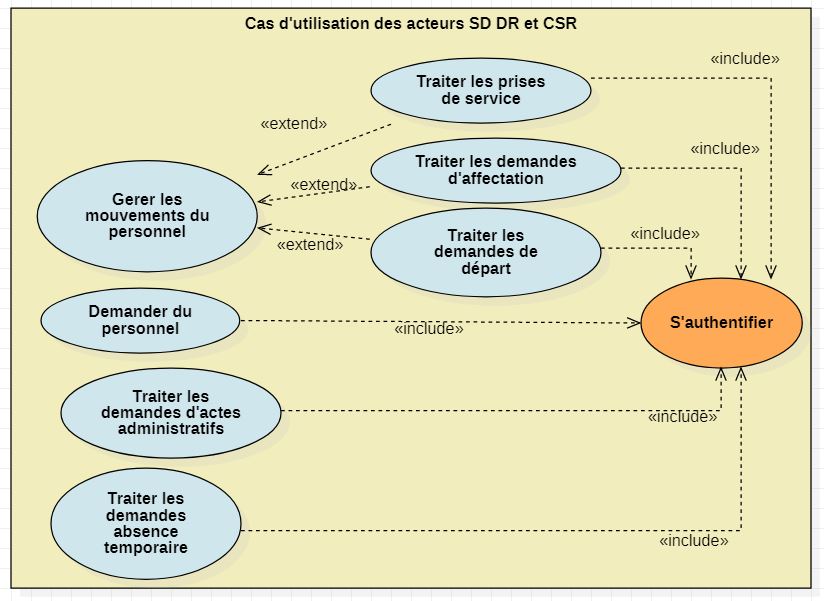 Cas d'utilisation des acteurs SD DR et CSR
«include»
Traiter les prises
de service
«extend»
«include»
Traiter les demandes
d'affectation
«extend»
Gerer les
mouvements du
personnel
«include»
Traiter les
demandes de
départ
«extend»
Demander du
personnel
«include»
S'authentifier
Traiter les
demandes d'actes
administratifs
«include»
Traiter les
demandes
absence
temporaire
«include»